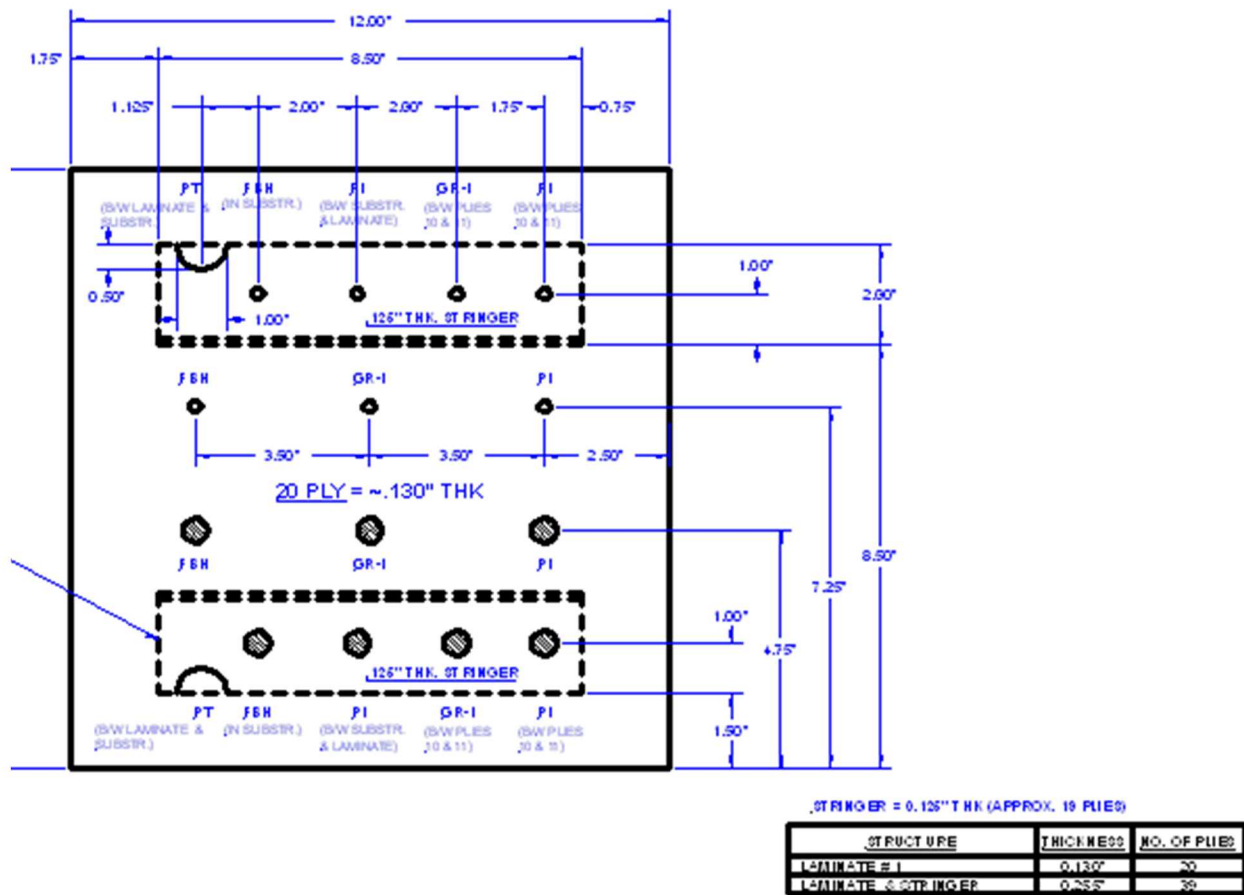 12.00"
1.75" 8.50"
1.125" 2.00" 2.00" 1.75" 0.75"
PT FBH PI GR-I PI
(B/W LAMINATE & SUBSTR.) (IN SUBSTR.) (B/W SUBSTR. & LAMINATE) (B/W PLIES 10 & 11) (B/W PLIES 10 & 11)
1.00"
0.50" 2.00"
1.00" .125" THK. STRINGER
FBH GR-I PI
3.50" 3.50" 2.50"
20 PLY = ~.130" THK
FBH GR-I PI
8.50"
7.25"
1.00"
4.75"
.125" THK. STRINGER
PT FBH PI GR-I PI
(B/W LAMINATE & SUBSTR.) (IN SUBSTR.) (B/W SUBSTR. & LAMINATE) (B/W PLIES 10 & 11) (B/W PLIES 10 & 11)
1.50"
STRINGER = 0.125" THK (APPROX. 19 PLIES)
STRUCTURE THICKNESS NO. OF PLIES
LAMINATE # 1 0.130" 20
LAMINATE & STRINGER 0.255" 39